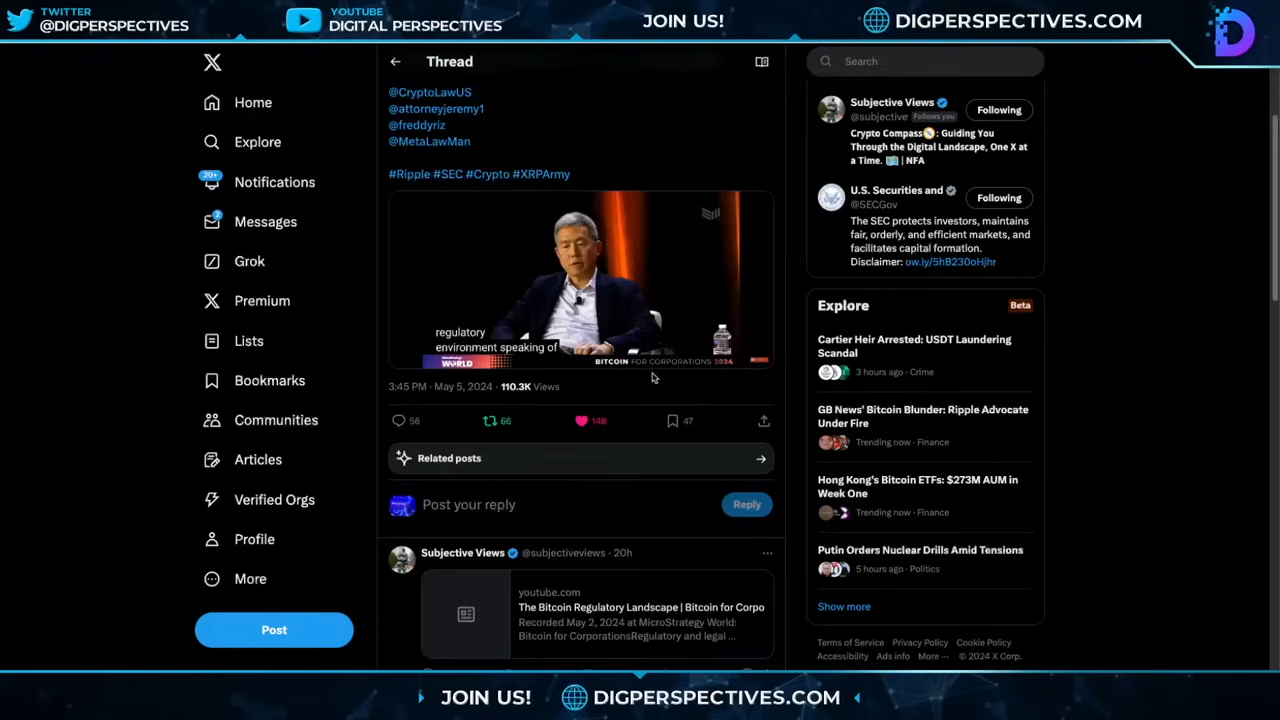 TWITTER
@DIGPERSPECTIVES
YOUTUBE
DIGITAL PERSPECTIVES
JOIN US!
DIGPERSPECTIVES.COM
Home
Explore
20+
Notifications
2
Messages
Grok
Premium
Lists
Bookmarks
Communities
Articles
Verified Orgs
Profile
More
Post
Thread
@CryptoLawUS
@attorneyjeremy1
@freddyriz
@MetaLawMan
#Ripple #SEC #Crypto #XRPArmy
regulatory
environment speaking of
WORLD
BITCOIN FOR CORPORATIONS 2024
3:45 PM · May 5, 2024 · 110.3K Views
56
66
148
47
Related posts
Post your reply
Reply
Subjective Views @subjectiveviews · 20h
youtube.com
The Bitcoin Regulatory Landscape | Bitcoin for Corpo
Recorded May 2, 2024 at MicroStrategy World:
Bitcoin for CorporationsRegulatory and legal ...
Search
Subjective Views
@subjective Follows you
Following
Crypto Compass: Guiding You
Through the Digital Landscape, One X at
a Time. | NFA
U.S. Securities and
@SECGov
Following
The SEC protects investors, maintains
fair, orderly, and efficient markets, and
facilitates capital formation.
Disclaimer: ow.ly/5hB230oHjhr
Explore
Beta
Cartier Heir Arrested: USDT Laundering
Scandal
3 hours ago · Crime
GB News' Bitcoin Blunder: Ripple Advocate
Under Fire
Trending now · Finance
Hong Kong's Bitcoin ETFs: $273M AUM in
Week One
Trending now · Finance
Putin Orders Nuclear Drills Amid Tensions
5 hours ago · Politics
Show more
Terms of Service Privacy Policy Cookie Policy
Accessibility Ads info More ··· © 2024 X Corp.
JOIN US!
DIGPERSPECTIVES.COM